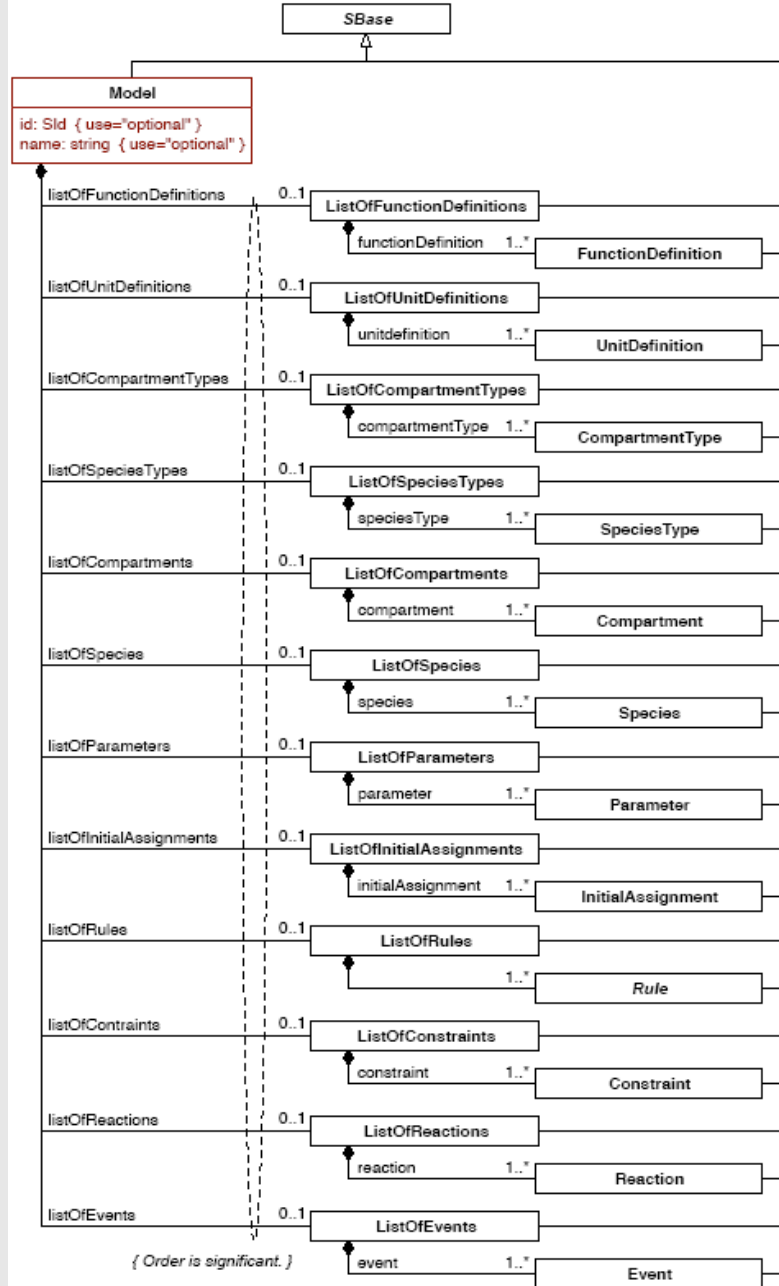 SBase
Model
id: SId { use="optional" }
name: string { use="optional" }
listOfFunctionDefinitions 0..1 ListOfFunctionDefinitions
functionDefinition 1..* FunctionDefinition
listOfUnitDefinitions 0..1 ListOfUnitDefinitions
unitdefinition 1..* UnitDefinition
listOfCompartmentTypes 0..1 ListOfCompartmentTypes
compartmentType 1..* CompartmentType
listOfSpeciesTypes 0..1 ListOfSpeciesTypes
speciesType 1..* SpeciesType
listOfCompartments 0..1 ListOfCompartments
compartment 1..* Compartment
listOfSpecies 0..1 ListOfSpecies
species 1..* Species
listOfParameters 0..1 ListOfParameters
parameter 1..* Parameter
listOfInitialAssignments 0..1 ListOfInitialAssignments
initialAssignment 1..* InitialAssignment
listOfRules 0..1 ListOfRules
1..* Rule
listOfContraints 0..1 ListOfConstraints
constraint 1..* Constraint
listOfReactions 0..1 ListOfReactions
reaction 1..* Reaction
listOfEvents 0..1 ListOfEvents
{ Order is significant. } event 1..* Event